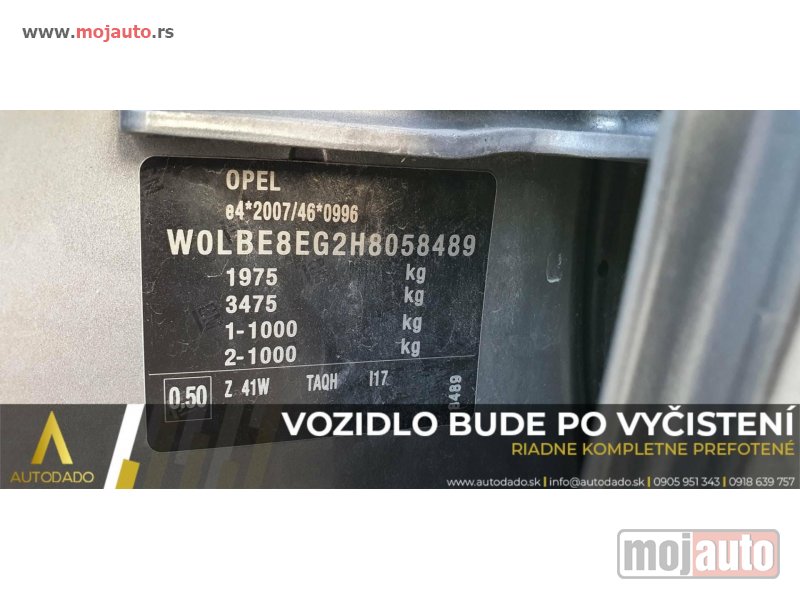 www.mojauto.rs
OPEL
e4*2007/46*0996
W0LBE8EG2H8058489
1975 kg
3475 kg
1-1000 kg
2-1000 kg
0.50 Z 41W TAQH I17
8489
VOZIDLO BUDE PO VYČISTENÍ
RIADNE KOMPLETNE PREFOTENÉ
AUTODADO
www.autodado.sk | info@autodado.sk | 0905 951 343 | 0918 639 757
mojauto